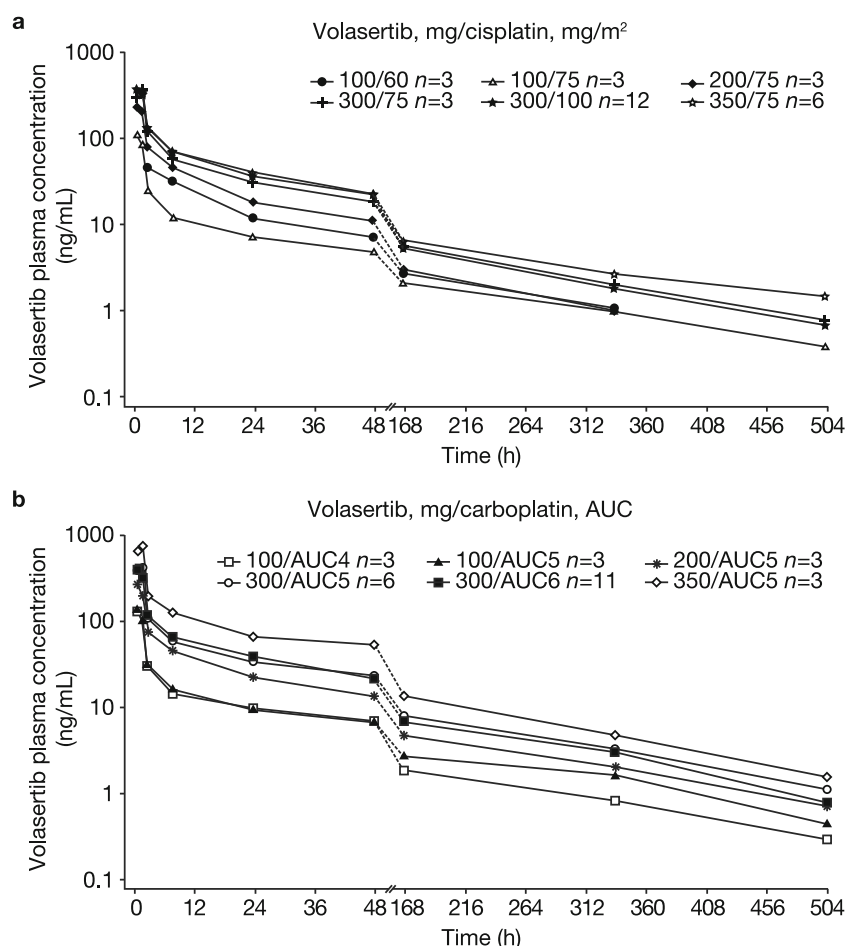 a
Volasertib, mg/cisplatin, mg/m²
100/60 n=3 100/75 n=3 200/75 n=3
300/75 n=3 300/100 n=12 350/75 n=6
Volasertib plasma concentration
(ng/mL)
1000
100
10
1
0.1
0 12 24 36 48 168 216 264 312 360 408 456 504
Time (h)
b
Volasertib, mg/carboplatin, AUC
100/AUC4 n=3 100/AUC5 n=3 200/AUC5 n=3
300/AUC5 n=6 300/AUC6 n=11 350/AUC5 n=3
Volasertib plasma concentration
(ng/mL)
1000
100
10
1
0.1
0 12 24 36 48 168 216 264 312 360 408 456 504
Time (h)